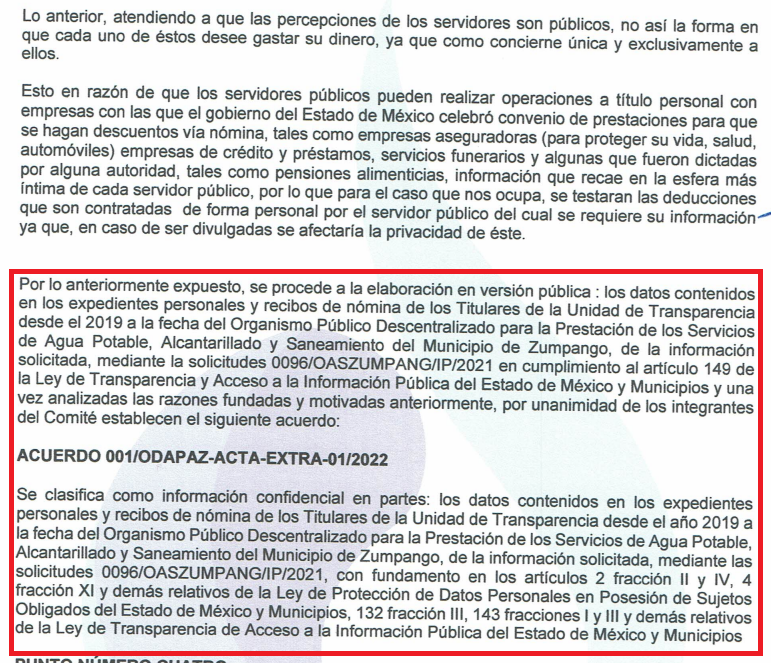 Lo anterior, atendiendo a que las percepciones de los servidores son públicos, no así la forma en
que cada uno de éstos desee gastar su dinero, ya que como concierne única y exclusivamente a
ellos.
Esto en razón de que los servidores públicos pueden realizar operaciones a título personal con
empresas con las que el gobierno del Estado de México celebró convenio de prestaciones para que
se hagan descuentos vía nómina, tales como empresas aseguradoras (para proteger su vida, salud,
automóviles) empresas de crédito y préstamos, servicios funerarios y algunas que fueron dictadas
por alguna autoridad, tales como pensiones alimenticias, información que recae en la esfera más
íntima de cada servidor público, por lo que para el caso que nos ocupa, se testaran las deducciones
que son contratadas de forma personal por el servidor público del cual se requiere su información
ya que, en caso de ser divulgadas se afectaría la privacidad de éste.
Por lo anteriormente expuesto, se procede a la elaboración en versión pública : los datos contenidos
en los expedientes personales y recibos de nómina de los Titulares de la Unidad de Transparencia
desde el 2019 a la fecha del Organismo Público Descentralizado para la Prestación de los Servicios
de Agua Potable, Alcantarillado y Saneamiento del Municipio de Zumpango, de la información
solicitada, mediante la solicitudes 0096/OASZUMPANG/IP/2021 en cumplimiento al artículo 149 de
la Ley de Transparencia y Acceso a la Información Pública del Estado de México y Municipios y una
vez analizadas las razones fundadas y motivadas anteriormente, por unanimidad de los integrantes
del Comité establecen el siguiente acuerdo:
ACUERDO 001/ODAPAZ-ACTA-EXTRA-01/2022
Se clasifica como información confidencial en partes: los datos contenidos en los expedientes
personales y recibos de nómina de los Titulares de la Unidad de Transparencia desde el año 2019 a
la fecha del Organismo Público Descentralizado para la Prestación de los Servicios de Agua Potable,
Alcantarillado y Saneamiento del Municipio de Zumpango, de la información solicitada, mediante las
solicitudes 0096/OASZUMPANG/IP/2021, con fundamento en los artículos 2 fracción II y IV, 4
fracción XI y demás relativos de la Ley de Protección de Datos Personales en Posesión de Sujetos
Obligados del Estado de México y Municipios, 132 fracción III, 143 fracciones I y III y demás relativos
de la Ley de Transparencia de Acceso a la Información Pública del Estado de México y Municipios
PUNTO NÚMERO CUATRO